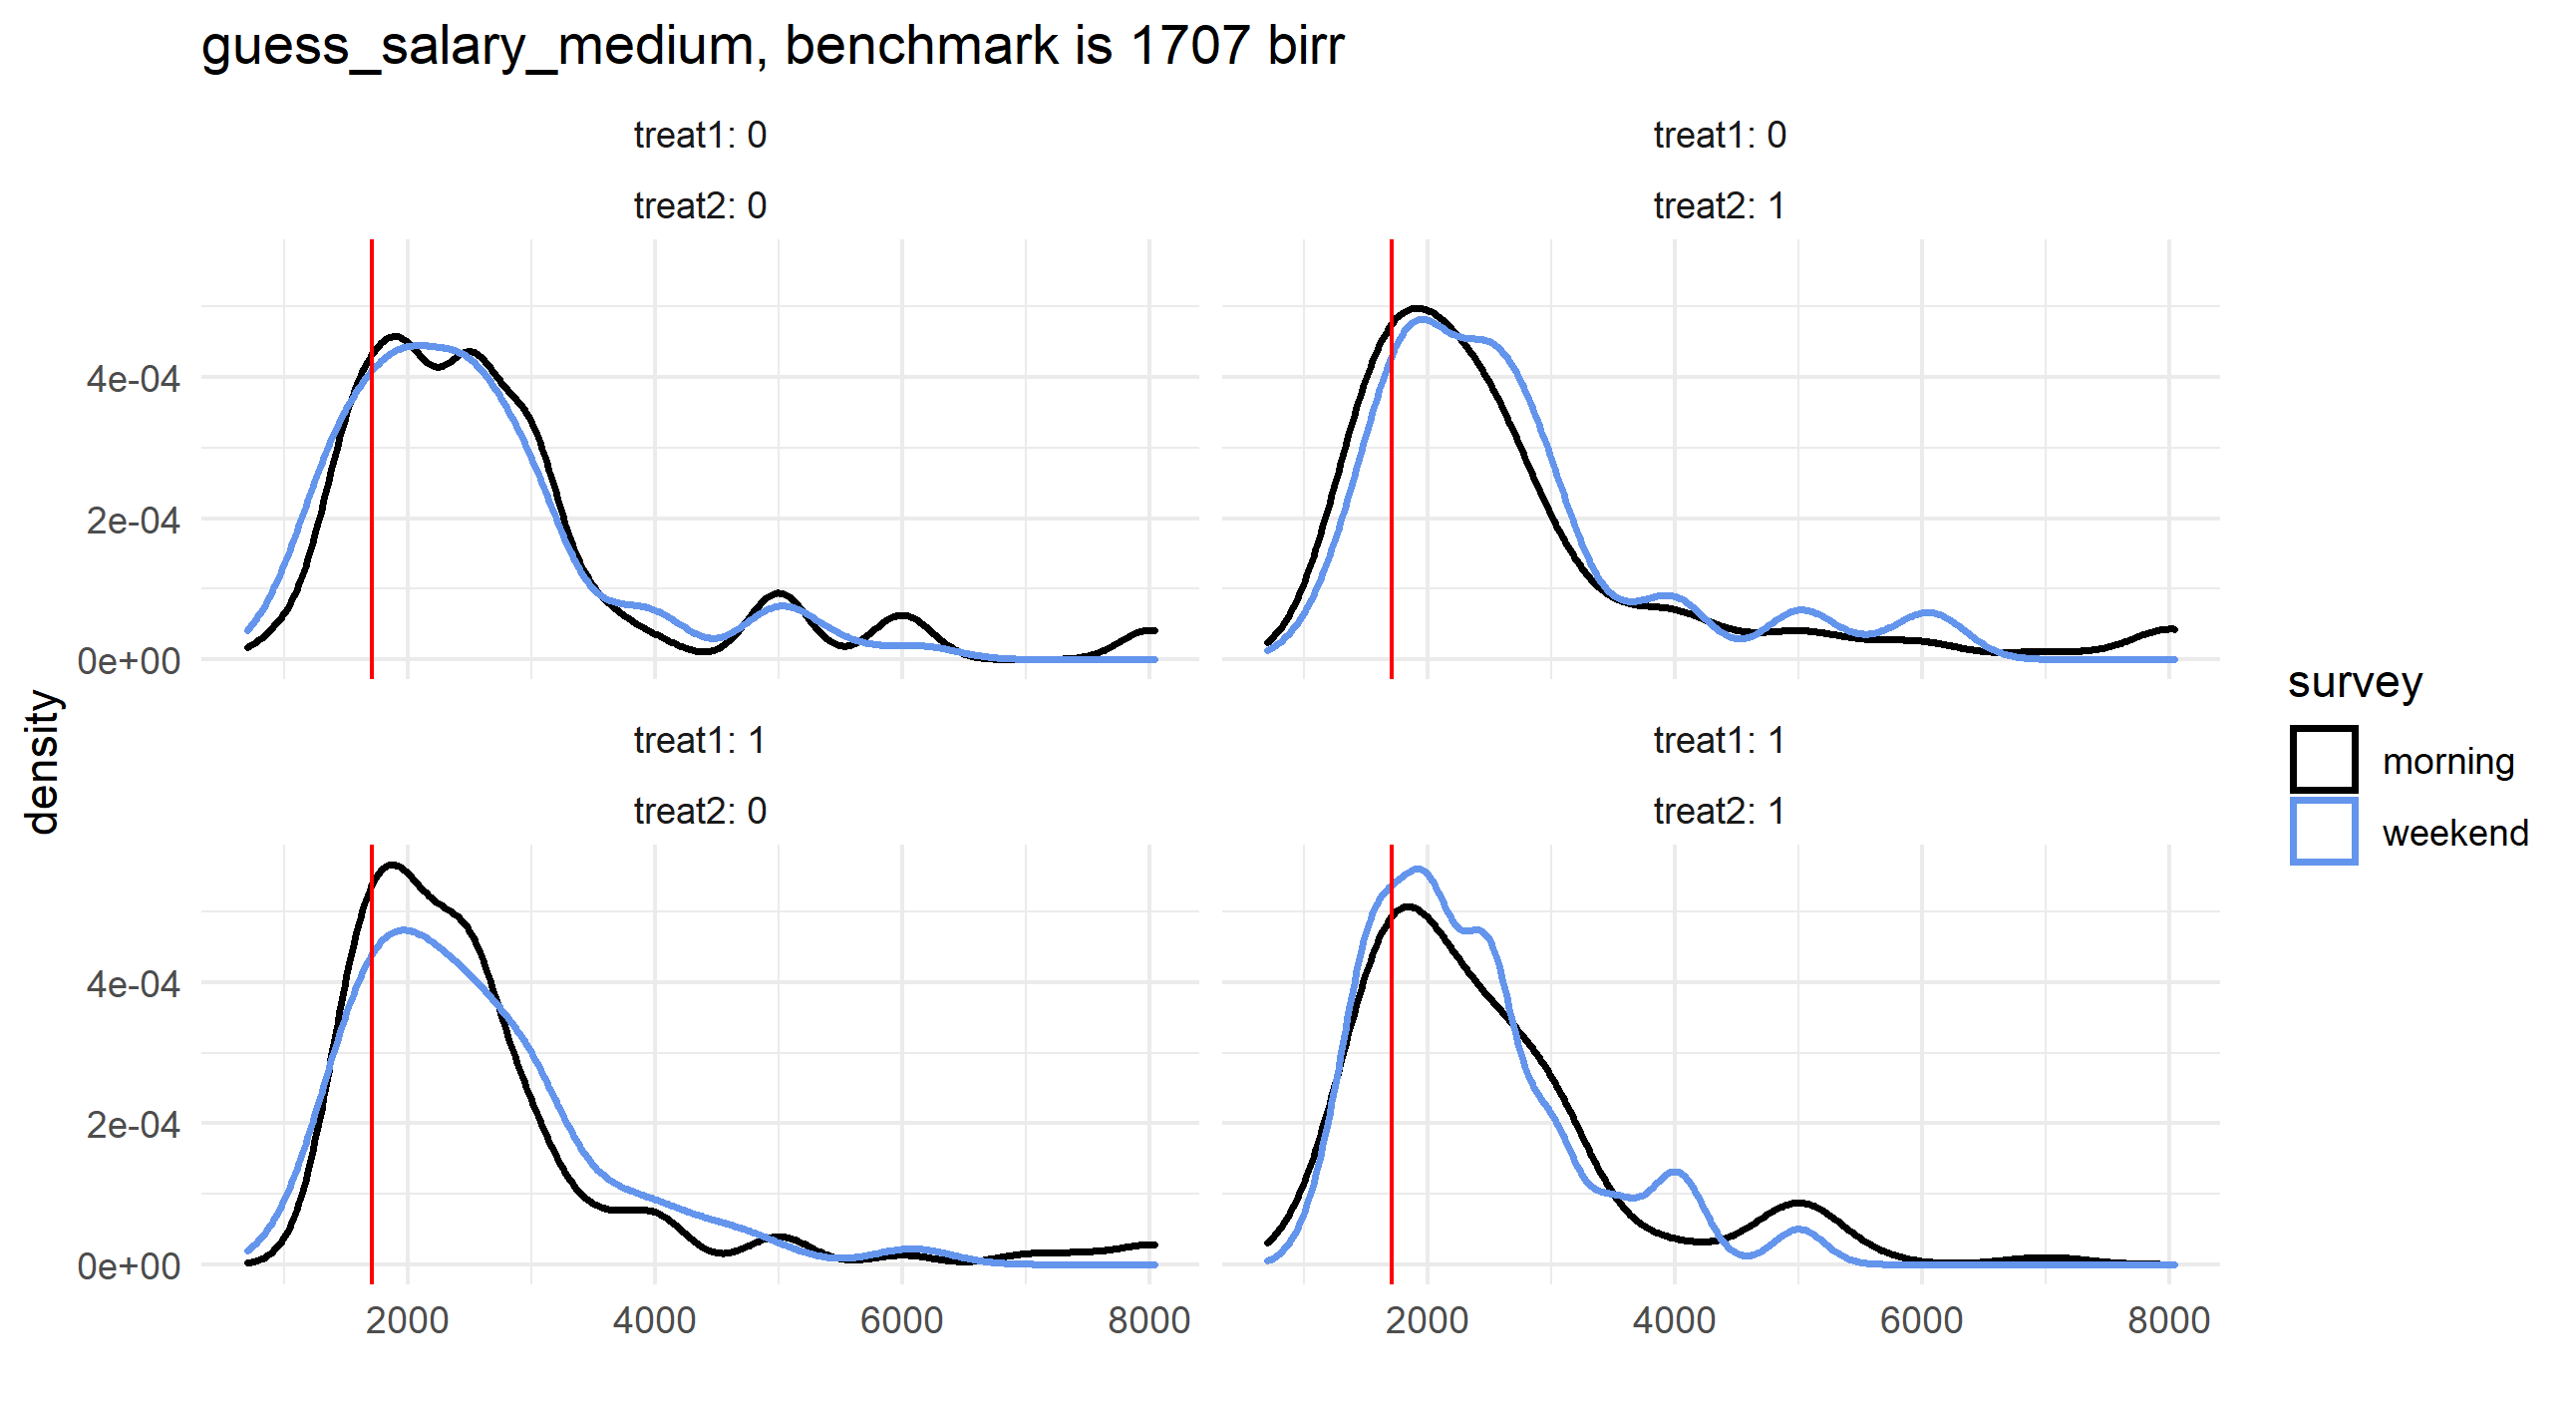 guess_salary_medium, benchmark is 1707 birr
treat1: 0
treat2: 0
treat1: 0
treat2: 1
4e-04
2e-04
0e+00
treat1: 1
treat2: 0
treat1: 1
treat2: 1
4e-04
2e-04
0e+00
2000 4000 6000 8000
2000 4000 6000 8000
density
survey
morning
weekend